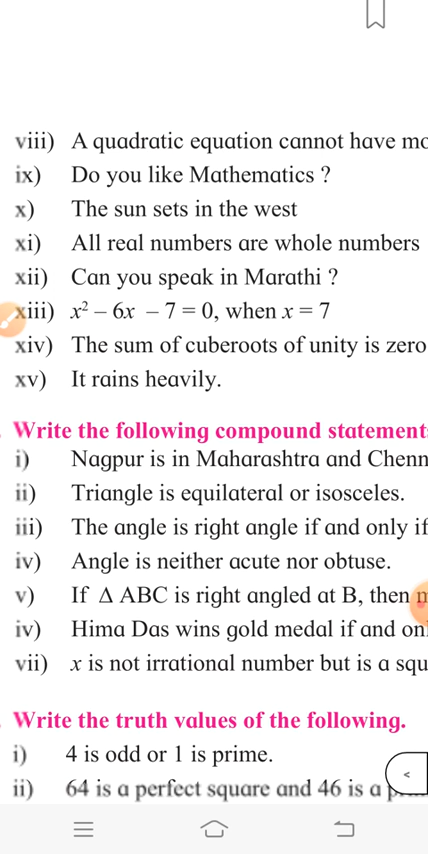 viii) A quadratic equation cannot have mo
ix) Do you like Mathematics ?
x) The sun sets in the west
xi) All real numbers are whole numbers
xii) Can you speak in Marathi ?
xiii) x² – 6x – 7 = 0, when x = 7
xiv) The sum of cuberoots of unity is zero
xv) It rains heavily.
Write the following compound statement
i) Nagpur is in Maharashtra and Chenn
ii) Triangle is equilateral or isosceles.
iii) The angle is right angle if and only if
iv) Angle is neither acute nor obtuse.
v) If Δ ABC is right angled at B, then m
iv) Hima Das wins gold medal if and on
vii) x is not irrational number but is a squ
Write the truth values of the following.
i) 4 is odd or 1 is prime.
ii) 64 is a perfect square and 46 is a